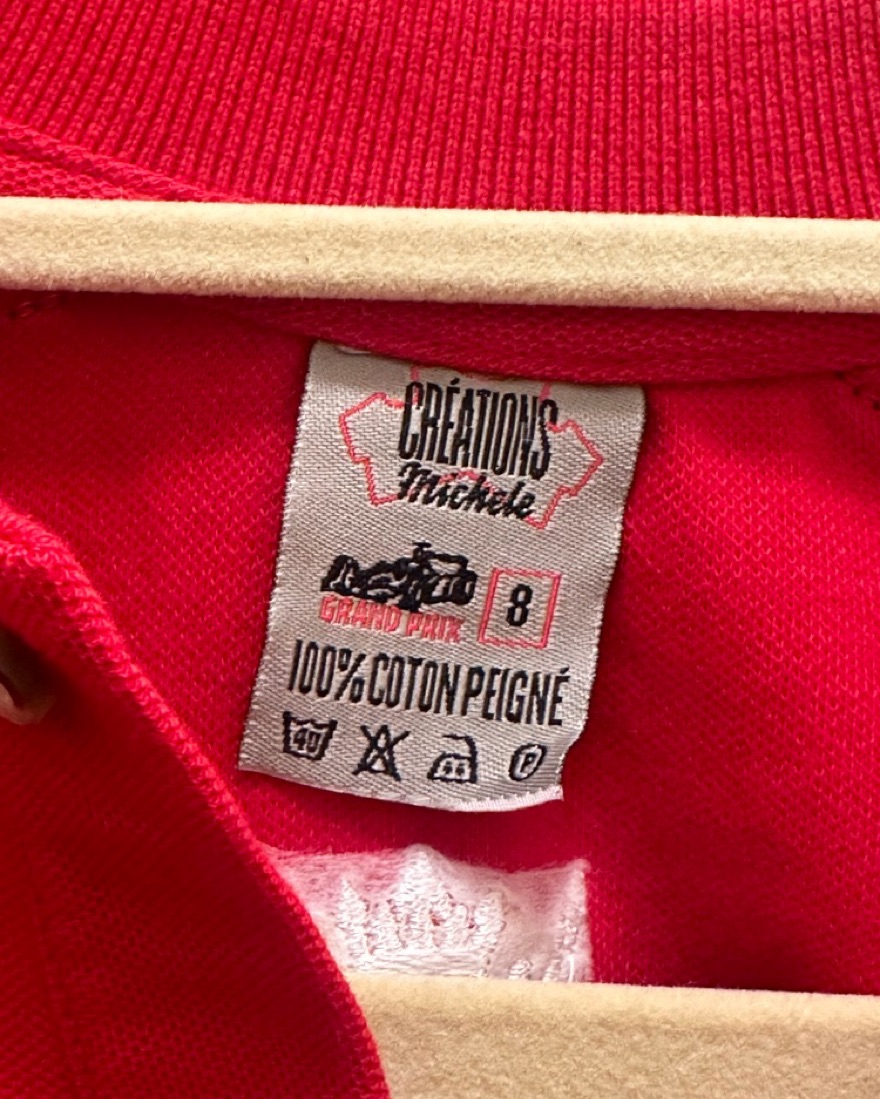 CRÉATIONS
Michele
GRAND PRIX
8
100% COTON PEIGNÉ
40
P